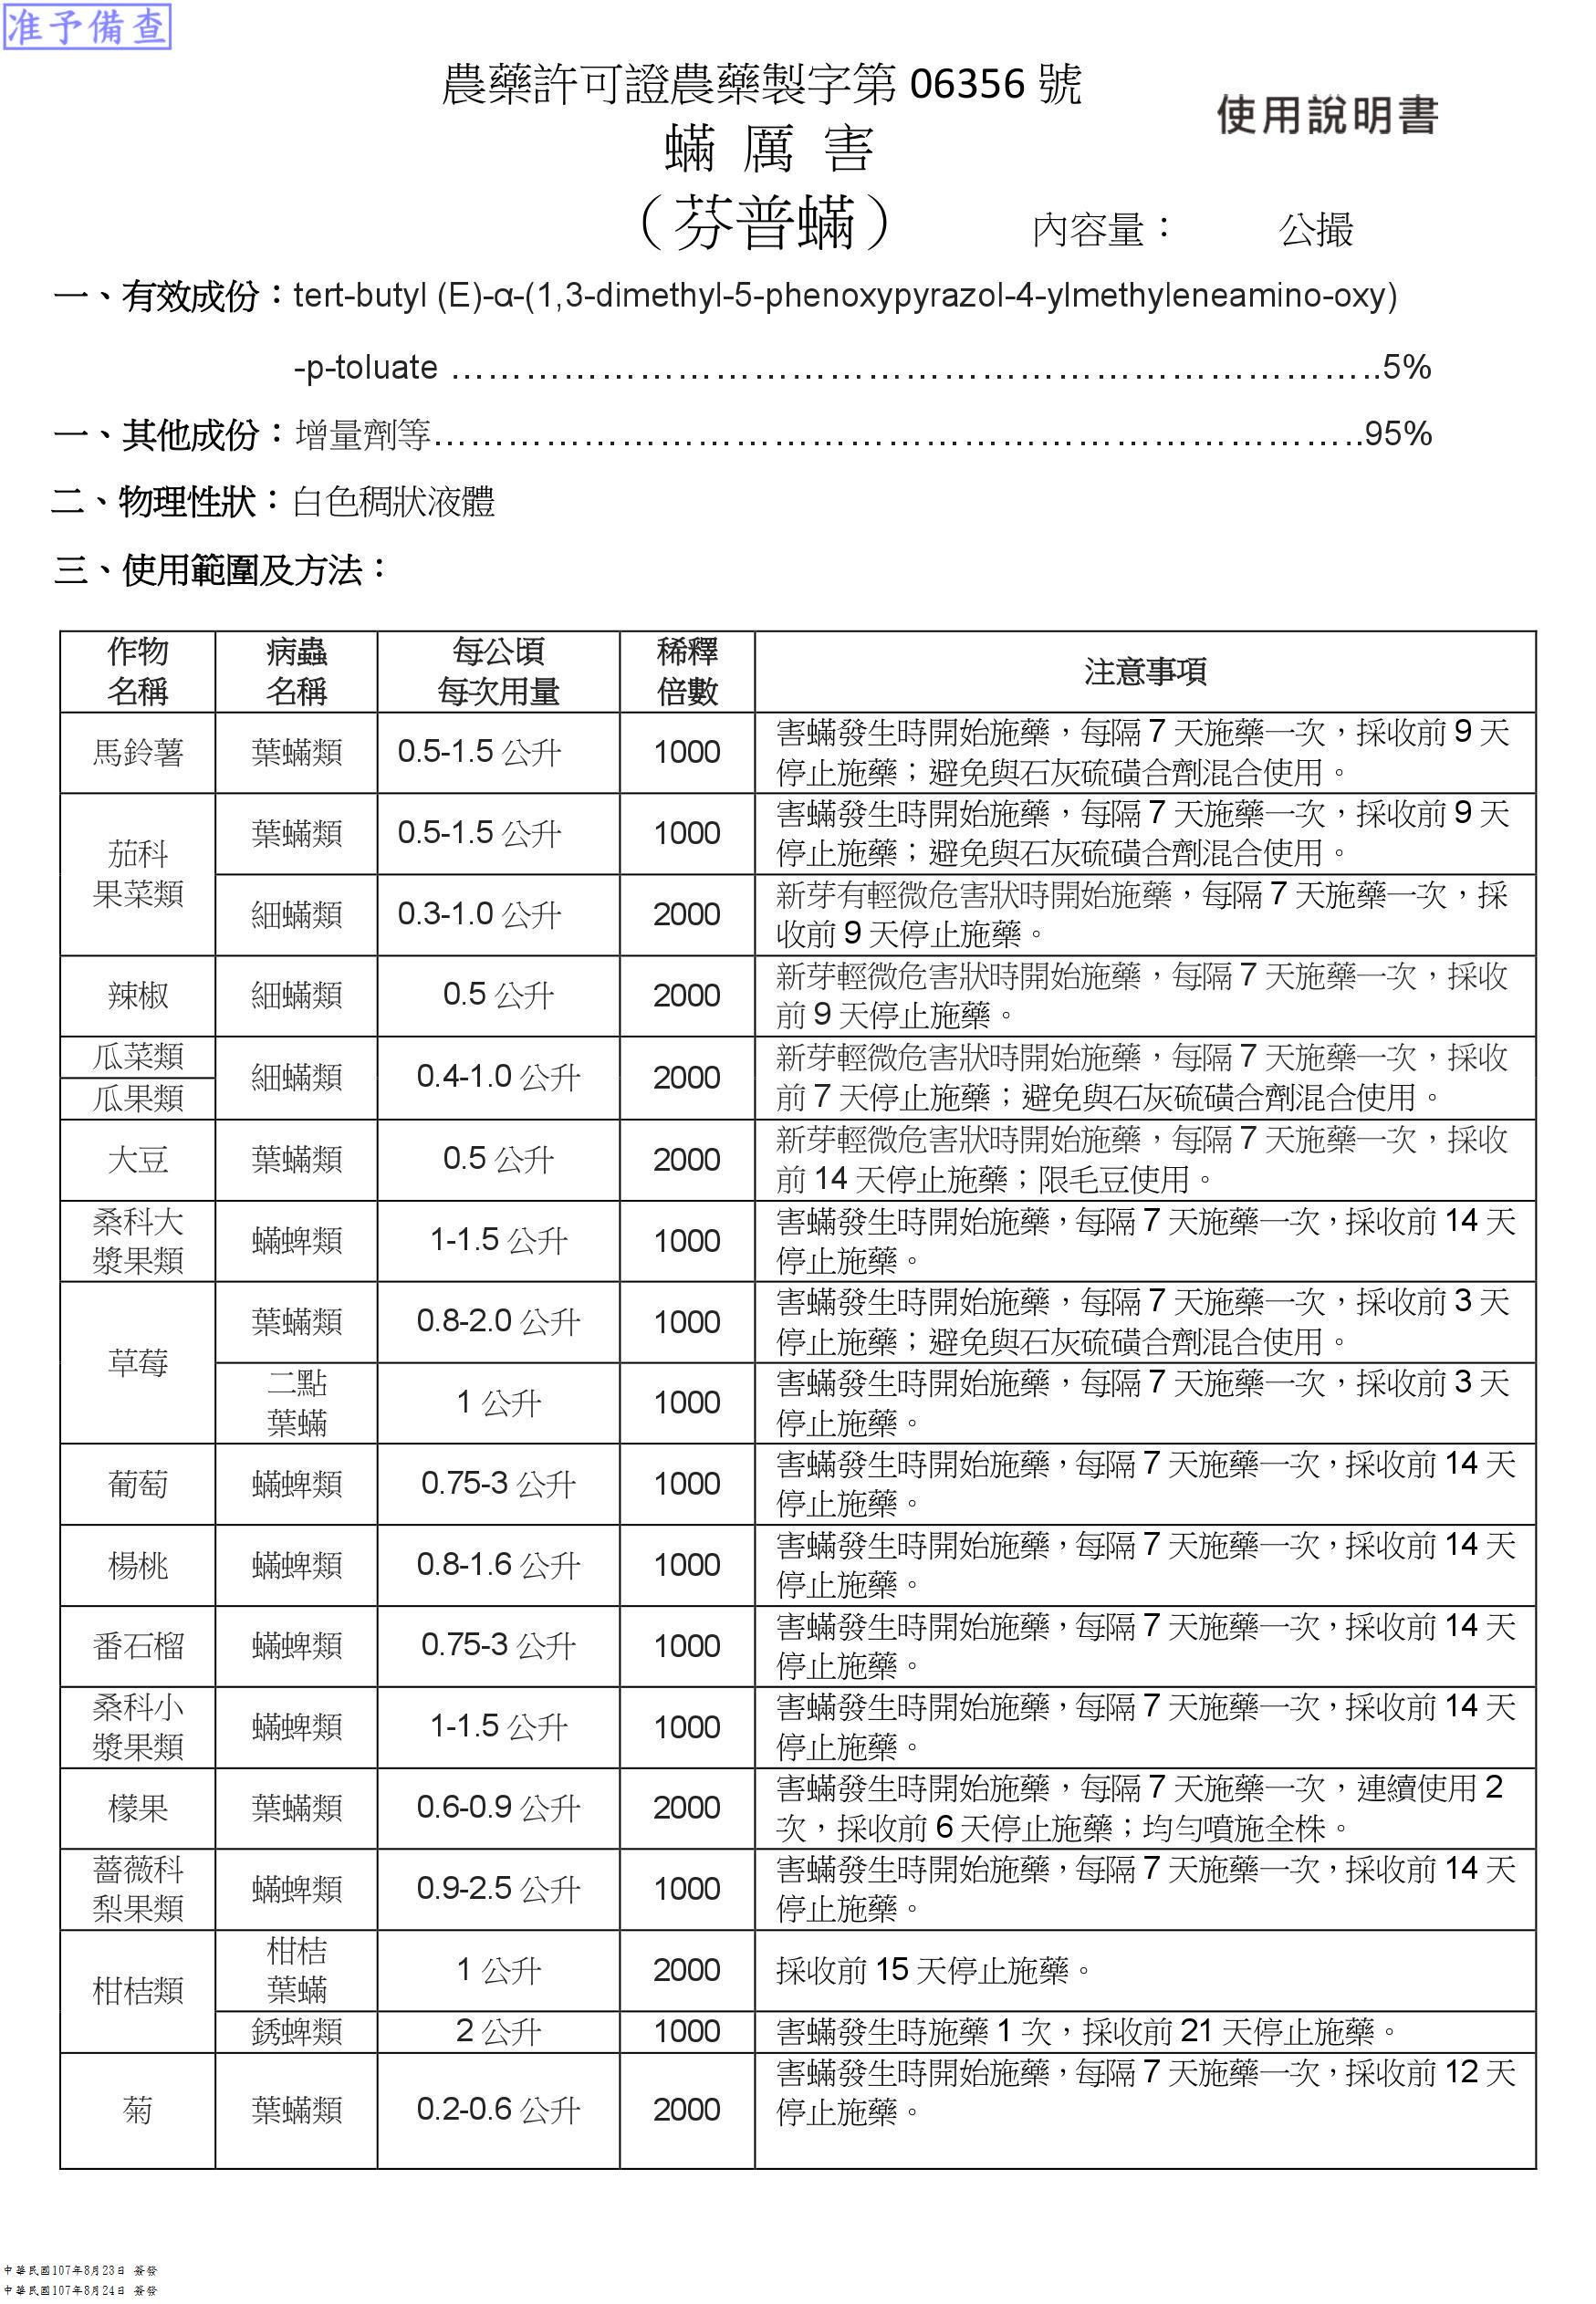 准予備查
農藥許可證農藥製字第 06356 號
使用說明書
蟎 厲 害
（芬普蟎）
內容量： 公撮
一、有效成份：tert-butyl (E)-α-(1,3-dimethyl-5-phenoxypyrazol-4-ylmethyleneamino-oxy)
-p-toluate ……………………………………………………………….5%
一、其他成份：增量劑等……………………………………………………………….95%
二、物理性狀：白色稠狀液體
三、使用範圍及方法：
作物 病蟲 每公頃 稀釋 注意事項
名稱 名稱 每次用量 倍數
馬鈴薯 葉蟎類 0.5-1.5 公升 1000 害蟎發生時開始施藥，每隔 7 天施藥一次，採收前 9 天
停止施藥；避免與石灰硫磺合劑混合使用。
茄科
果菜類
葉蟎類 0.5-1.5 公升 1000 害蟎發生時開始施藥，每隔 7 天施藥一次，採收前 9 天
停止施藥；避免與石灰硫磺合劑混合使用。
細蟎類 0.3-1.0 公升 2000 新芽有輕微危害狀時開始施藥，每隔 7 天施藥一次，採
收前 9 天停止施藥。
辣椒 細蟎類 0.5 公升 2000 新芽輕微危害狀時開始施藥，每隔 7 天施藥一次，採收
前 9 天停止施藥。
瓜菜類
瓜果類
細蟎類 0.4-1.0 公升 2000 新芽輕微危害狀時開始施藥，每隔 7 天施藥一次，採收
前 7 天停止施藥；避免與石灰硫磺合劑混合使用。
大豆 葉蟎類 0.5 公升 2000 新芽輕微危害狀時開始施藥，每隔 7 天施藥一次，採收
前 14 天停止施藥；限毛豆使用。
桑科大
漿果類
蟎蜱類 1-1.5 公升 1000 害蟎發生時開始施藥，每隔 7 天施藥一次，採收前 14 天
停止施藥。
草莓 葉蟎類 0.8-2.0 公升 1000 害蟎發生時開始施藥，每隔 7 天施藥一次，採收前 3 天
停止施藥；避免與石灰硫磺合劑混合使用。
二點
葉蟎
1 公升 1000 害蟎發生時開始施藥，每隔 7 天施藥一次，採收前 3 天
停止施藥。
葡萄 蟎蜱類 0.75-3 公升 1000 害蟎發生時開始施藥，每隔 7 天施藥一次，採收前 14 天
停止施藥。
楊桃 蟎蜱類 0.8-1.6 公升 1000 害蟎發生時開始施藥，每隔 7 天施藥一次，採收前 14 天
停止施藥。
番石榴 蟎蜱類 0.75-3 公升 1000 害蟎發生時開始施藥，每隔 7 天施藥一次，採收前 14 天
停止施藥。
桑科小
漿果類
蟎蜱類 1-1.5 公升 1000 害蟎發生時開始施藥，每隔 7 天施藥一次，採收前 14 天
停止施藥。
檬果 葉蟎類 0.6-0.9 公升 2000 害蟎發生時開始施藥，每隔 7 天施藥一次，連續使用 2
次，採收前 6 天停止施藥；均勻噴施全株。
薔薇科
梨果類
蟎蜱類 0.9-2.5 公升 1000 害蟎發生時開始施藥，每隔 7 天施藥一次，採收前 14 天
停止施藥。
柑桔類 柑桔
葉蟎
1 公升 2000 採收前 15 天停止施藥。
銹蜱類 2 公升 1000 害蟎發生時施藥 1 次，採收前 21 天停止施藥。
菊 葉蟎類 0.2-0.6 公升 2000 害蟎發生時開始施藥，每隔 7 天施藥一次，採收前 12 天
停止施藥。
中華民國107年8月23日 簽發
中華民國107年8月24日 簽發